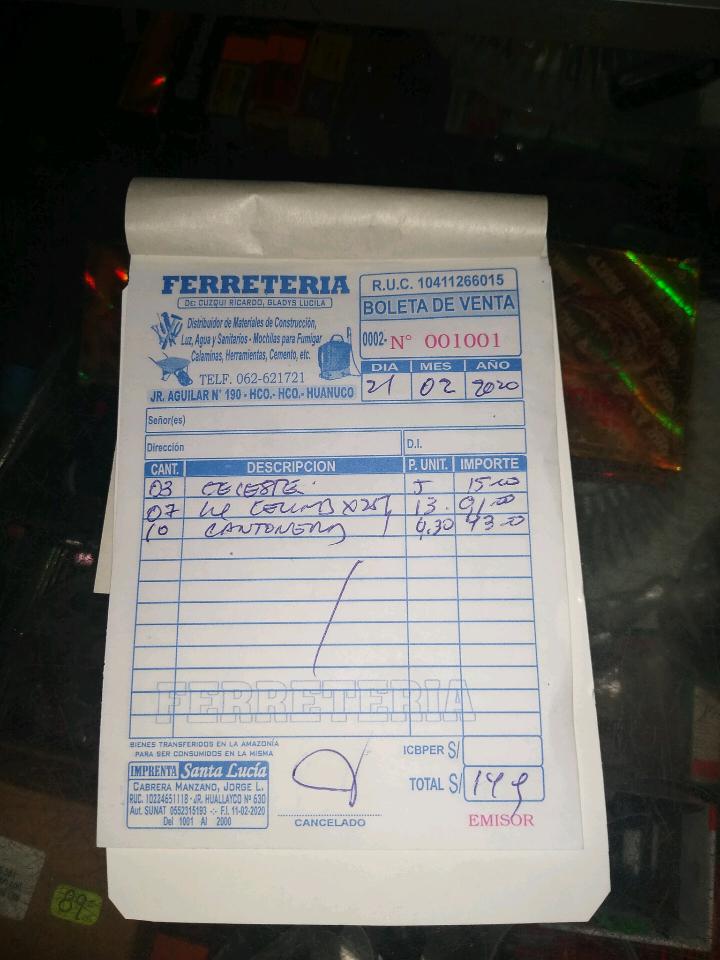 FERRETERIA
De: CUZQUI RICARDO, GLADYS LUCILA
Distribuidor de Materiales de Construcción,
Luz, Agua y Sanitarios - Mochilas para Fumigar
Calaminas, Herramientas, Cemento, etc.
TELF. 062-621721
JR. AGUILAR N° 190 - HCO.- HCO.- HUANUCO
R.U.C. 10411266015
BOLETA DE VENTA
0002- N° 001001
DIA MES AÑO
21 02 2020
Señor(es)
Dirección D.I.
CANT. DESCRIPCION P. UNIT. IMPORTE
03 CELESTE 5 15.00
07 X25 13. 91.00
10 CANTONERA 4.30 43.00
FERRETERIA
BIENES TRANSFERIDOS EN LA AMAZONÍA
PARA SER CONSUMIDOS EN LA MISMA
IMPRENTA Santa Lucía
CABRERA MANZANO, JORGE L.
RUC. 10224651118 - JR. HUALLAYCO Nº 630
Aut. SUNAT 0552315193 -:- F.I. 11-02-2020
Del 1001 Al 2000
CANCELADO
ICBPER S/
TOTAL S/ 149
EMISOR
89